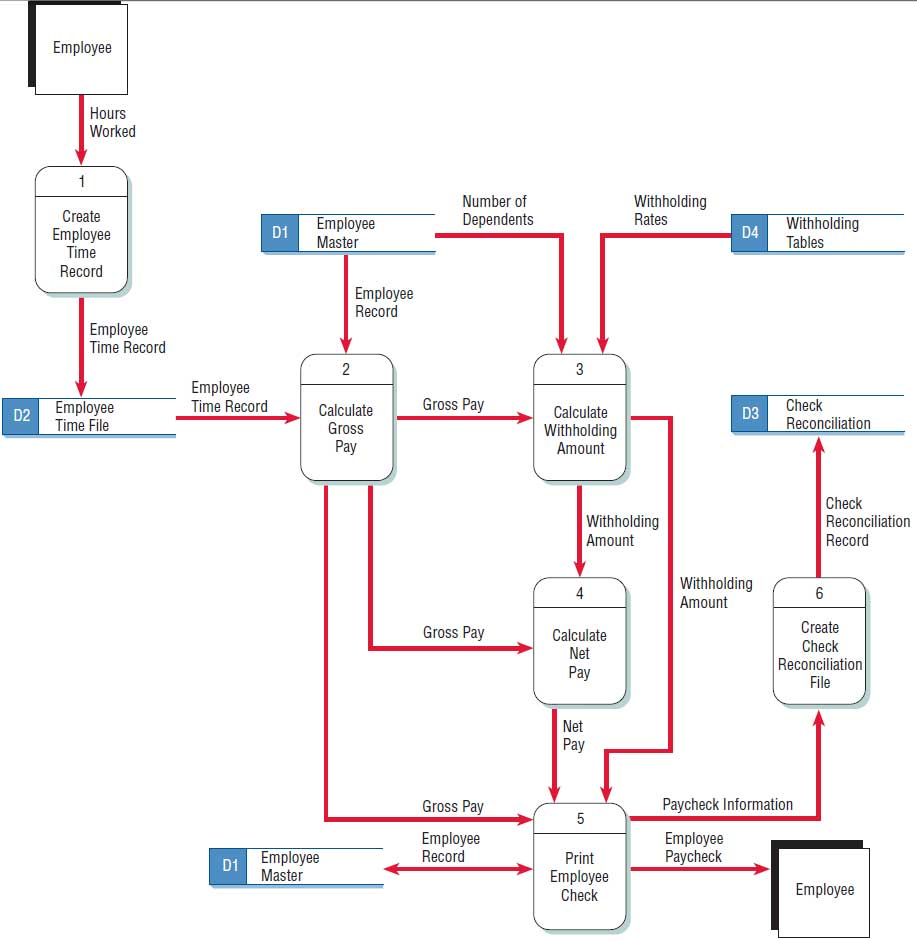 Employee
Hours
Worked
1
Create
Employee
Time
Record
Employee
Time Record
D2
Employee
Time File
Employee
Time Record
D1
Employee
Master
Number of
Dependents
Withholding
Rates
D4
Withholding
Tables
Employee
Record
2
Calculate
Gross
Pay
Gross Pay
3
Calculate
Withholding
Amount
D3
Check
Reconciliation
Withholding
Amount
Check
Reconciliation
Record
Withholding
Amount
4
Calculate
Net
Pay
Gross Pay
6
Create
Check
Reconciliation
File
Net
Pay
Gross Pay
5
Print
Employee
Check
Paycheck Information
D1
Employee
Master
Employee
Record
Employee
Paycheck
Employee